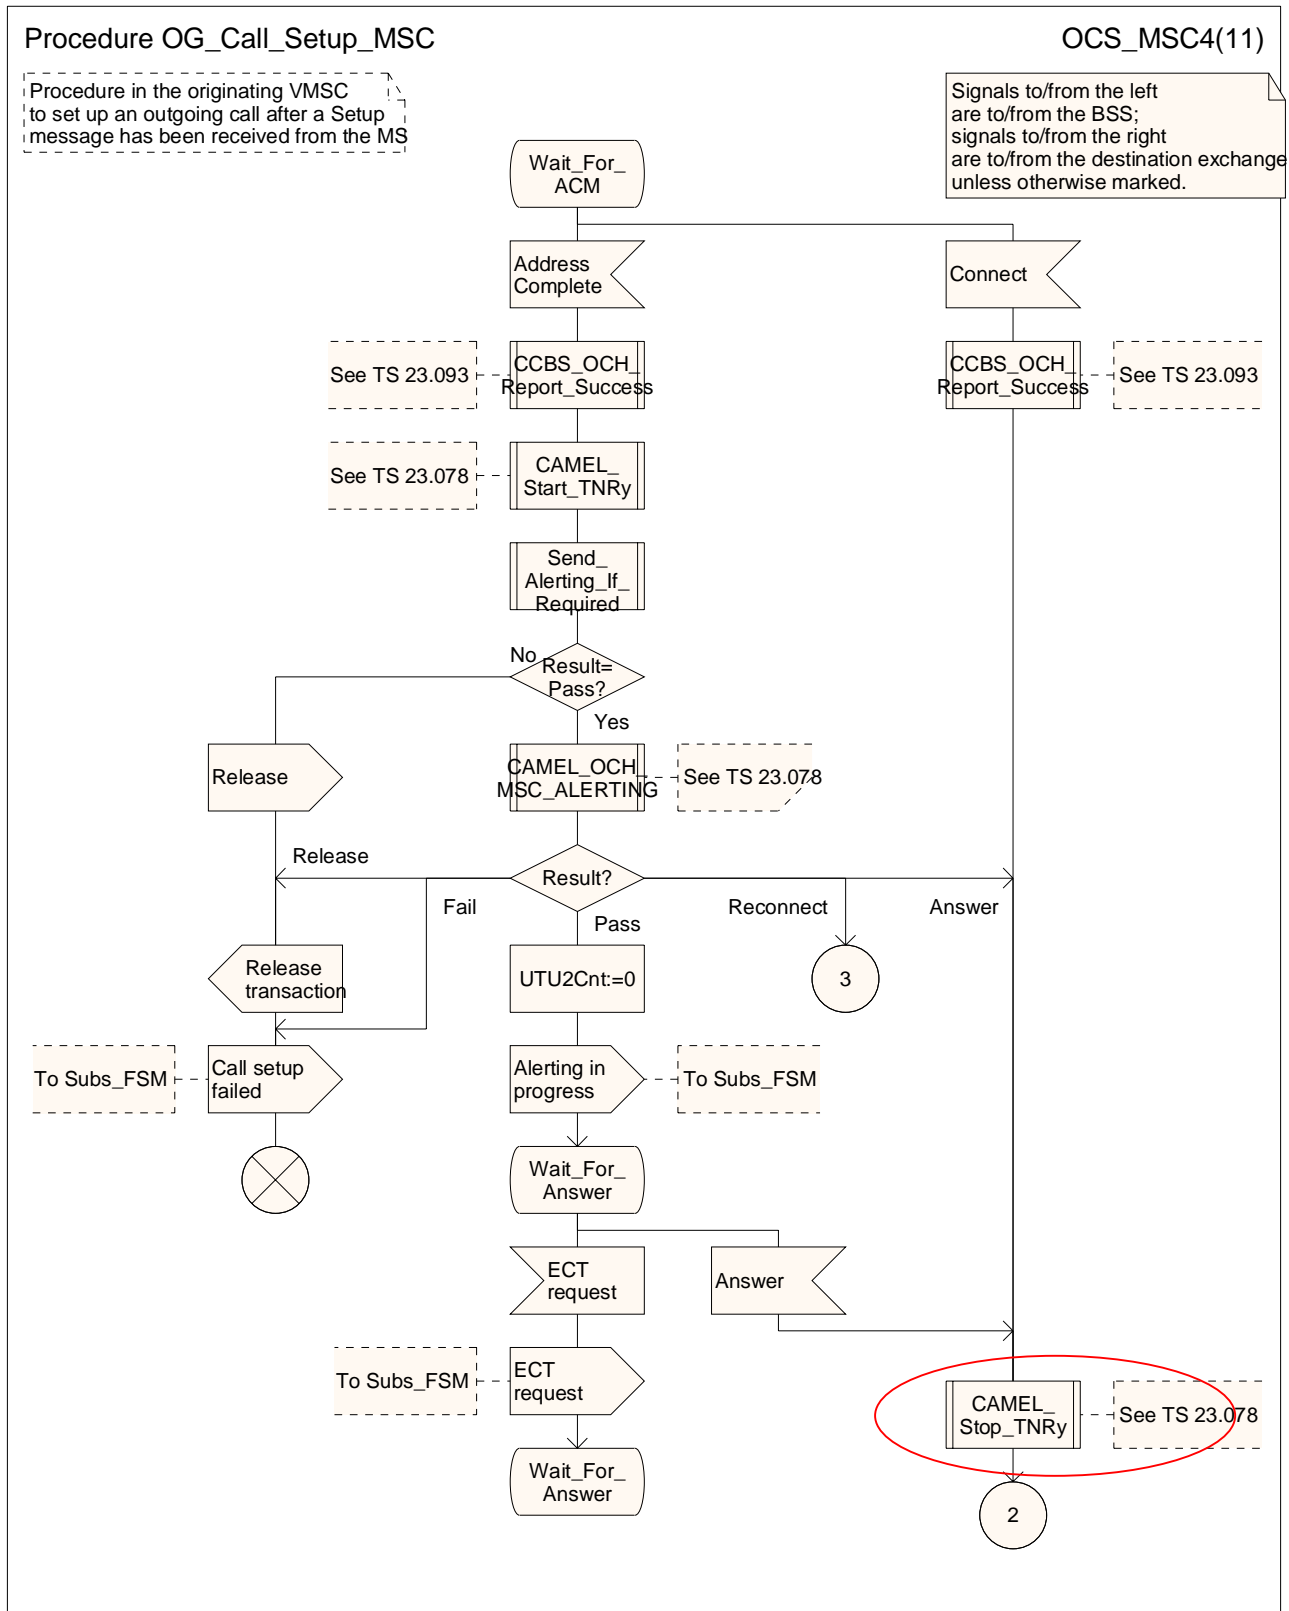 Procedure OG_Call_Setup_MSC
OCS_MSC4(11)
Procedure in the originating VMSC
to set up an outgoing call after a Setup
message has been received from the MS
Signals to/from the left
are to/from the BSS;
signals to/from the right
are to/from the destination exchange
unless otherwise marked.
Wait_For_
ACM
Address
Complete
Connect
See TS 23.093
CCBS_OCH_
Report_Success
CCBS_OCH_
Report_Success
See TS 23.093
See TS 23.078
CAMEL_
Start_TNRy
Send_
Alerting_If_
Required
No
Result=
Pass?
Yes
Release
CAMEL_OCH_
MSC_ALERTING
See TS 23.078
Release
Result?
Fail
Pass
Reconnect
Answer
Release
transaction
UTU2Cnt:=0
3
To Subs_FSM
Call setup
failed
Alerting in
progress
To Subs_FSM
Wait_For_
Answer
ECT
request
Answer
To Subs_FSM
ECT
request
CAMEL_
Stop_TNRy
See TS 23.078
Wait_For_
Answer
2